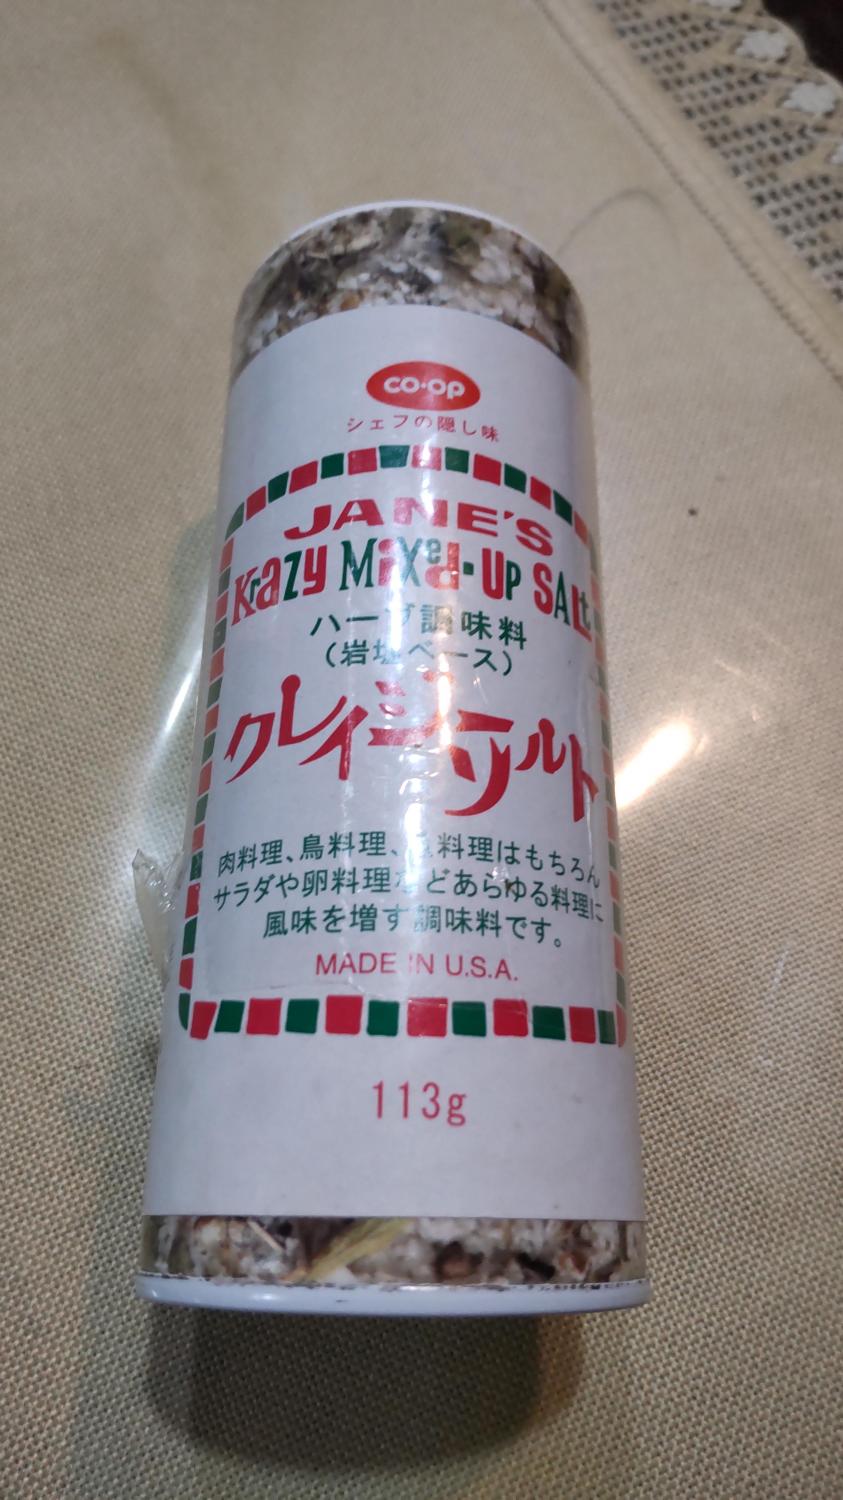 CO·OP
シェフの隠し味
JANE'S
Krazy Mixed·Up Salt
ハーブ調味料
(岩塩ベース)
クレイジーソルト
肉料理、鳥料理、魚料理はもちろん
サラダや卵料理などあらゆる料理に
風味を増す調味料です。
MADE IN U.S.A.
113g